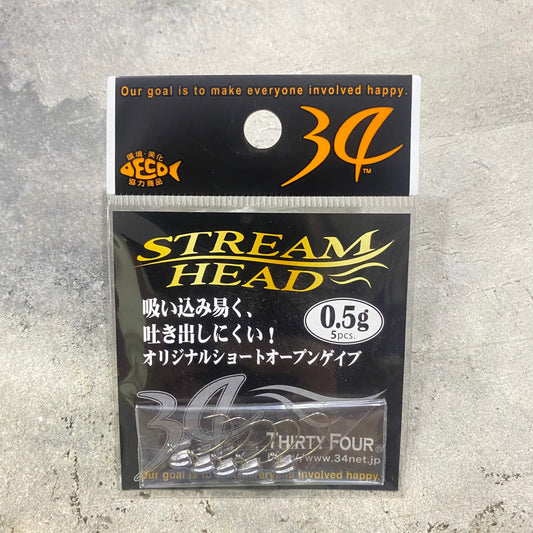 Our goal is to make everyone involved happy.
34™
環境・美化
ECO
協力商品
STREAM
HEAD
吸い込み易く、
吐き出しにくい！
オリジナルショートオープンゲイプ
0.5g
5pcs.
34
THIRTY FOUR®
www.34net.jp
Our goal is to make everyone involved happy.